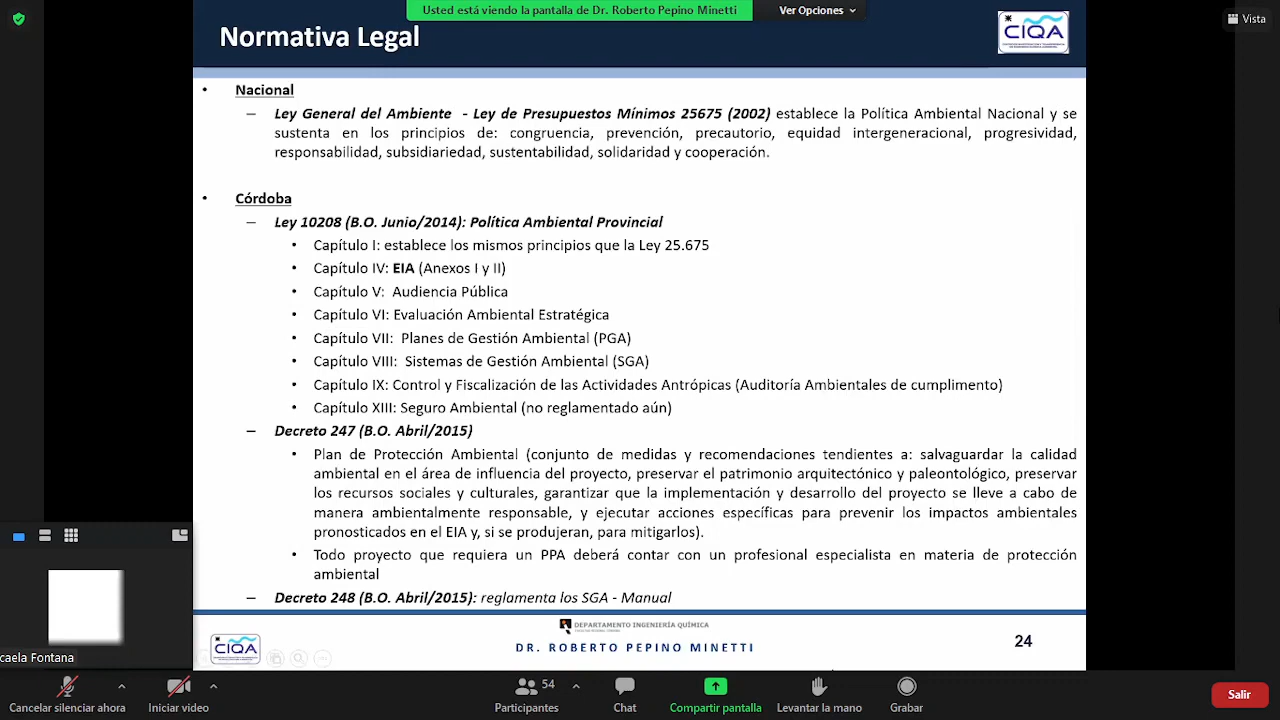 Usted está viendo la pantalla de Dr. Roberto Pepino Minetti
Ver Opciones
Vista
Normativa Legal
CIQA
• Nacional
– Ley General del Ambiente - Ley de Presupuestos Mínimos 25675 (2002) establece la Política Ambiental Nacional y se
sustenta en los principios de: congruencia, prevención, precautorio, equidad intergeneracional, progresividad,
responsabilidad, subsidiariedad, sustentabilidad, solidaridad y cooperación.
• Córdoba
– Ley 10208 (B.O. Junio/2014): Política Ambiental Provincial
• Capítulo I: establece los mismos principios que la Ley 25.675
• Capítulo IV: EIA (Anexos I y II)
• Capítulo V: Audiencia Pública
• Capítulo VI: Evaluación Ambiental Estratégica
• Capítulo VII: Planes de Gestión Ambiental (PGA)
• Capítulo VIII: Sistemas de Gestión Ambiental (SGA)
• Capítulo IX: Control y Fiscalización de las Actividades Antrópicas (Auditoría Ambientales de cumplimento)
• Capítulo XIII: Seguro Ambiental (no reglamentado aún)
– Decreto 247 (B.O. Abril/2015)
• Plan de Protección Ambiental (conjunto de medidas y recomendaciones tendientes a: salvaguardar la calidad
ambiental en el área de influencia del proyecto, preservar el patrimonio arquitectónico y paleontológico, preservar
los recursos sociales y culturales, garantizar que la implementación y desarrollo del proyecto se lleve a cabo de
manera ambientalmente responsable, y ejecutar acciones específicas para prevenir los impactos ambientales
pronosticados en el EIA y, si se produjeran, para mitigarlos).
• Todo proyecto que requiera un PPA deberá contar con un profesional especialista en materia de protección
ambiental
– Decreto 248 (B.O. Abril/2015): reglamenta los SGA - Manual
DEPARTAMENTO INGENIERÍA QUÍMICA
CIQA
DR. ROBERTO PEPINO MINETTI
24
caela Fontana
Cancelar silenciar ahora
Iniciar video
54
Participantes
Chat
Compartir pantalla
Levantar la mano
Grabar
Salir